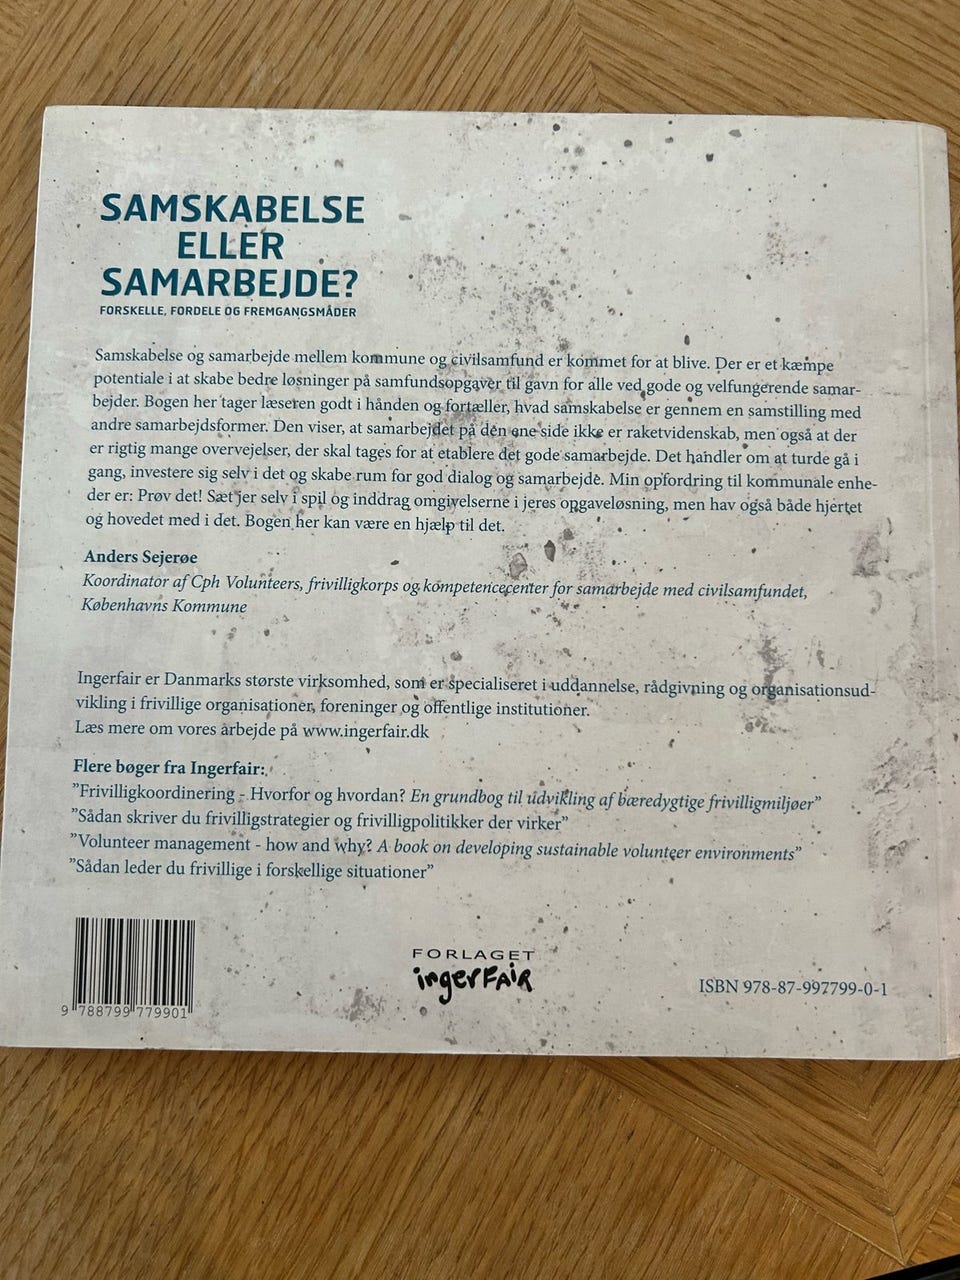 SAMSKABELSE
ELLER
SAMARBEJDE?
FORSKELLE, FORDELE OG FREMGANGSMÅDER
Samskabelse og samarbejde mellem kommune og civilsamfund er kommet for at blive. Der er et kæmpe
potentiale i at skabe bedre løsninger på samfundsopgaver til gavn for alle ved gode og velfungerende samar-
bejder. Bogen her tager læseren godt i hånden og fortæller, hvad samskabelse er gennem en samstilling med
andre samarbejdsformer. Den viser, at samarbejdet på den ene side ikke er raketvidenskab, men også at der
er rigtig mange overvejelser, der skal tages for at etablere det gode samarbejde. Det handler om at turde gå i
gang, investere sig selv i det og skabe rum for god dialog og samarbejde. Min opfordring til kommunale enhe-
der er: Prøv det! Sæt jer selv i spil og inddrag omgivelserne i jeres opgaveløsning, men hav også både hjertet
og hovedet med i det. Bogen her kan være en hjælp til det.
Anders Sejerøe
Koordinator af Cph Volunteers, frivilligkorps og kompetencecenter for samarbejde med civilsamfundet,
Københavns Kommune
Ingerfair er Danmarks største virksomhed, som er specialiseret i uddannelse, rådgivning og organisationsud-
vikling i frivillige organisationer, foreninger og offentlige institutioner.
Læs mere om vores arbejde på www.ingerfair.dk
Flere bøger fra Ingerfair:
”Frivilligkoordinering - Hvorfor og hvordan? En grundbog til udvikling af bæredygtige frivilligmiljøer”
”Sådan skriver du frivilligstrategier og frivilligpolitikker der virker”
”Volunteer management - how and why? A book on developing sustainable volunteer environments”
”Sådan leder du frivillige i forskellige situationer”
FORLAGET
ingerFAIR
ISBN 978-87-997799-0-1
9 788799 779901